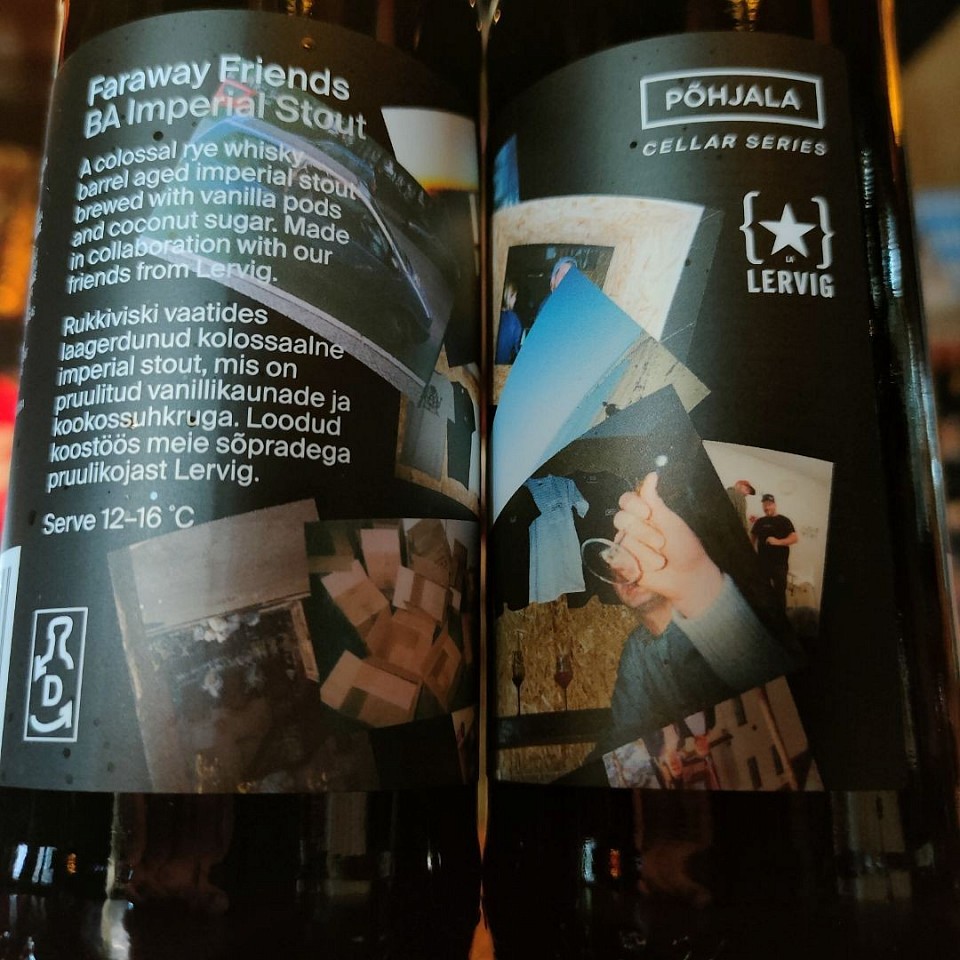 Faraway Friends
BA Imperial Stout
A colossal rye whisky
barrel aged imperial stout
brewed with vanilla pods
and coconut sugar. Made
in collaboration with our
friends from Lervig.
Rukkiviski vaatides
laagerdunud kolossaalne
imperial stout, mis on
pruulitud vanillikaunade ja
kookossuhkruga. Loodud
koostöös meie sõpradega
pruulikojast Lervig.
Serve 12–16 °C
D
PÕHJALA
CELLAR SERIES
LERVIG